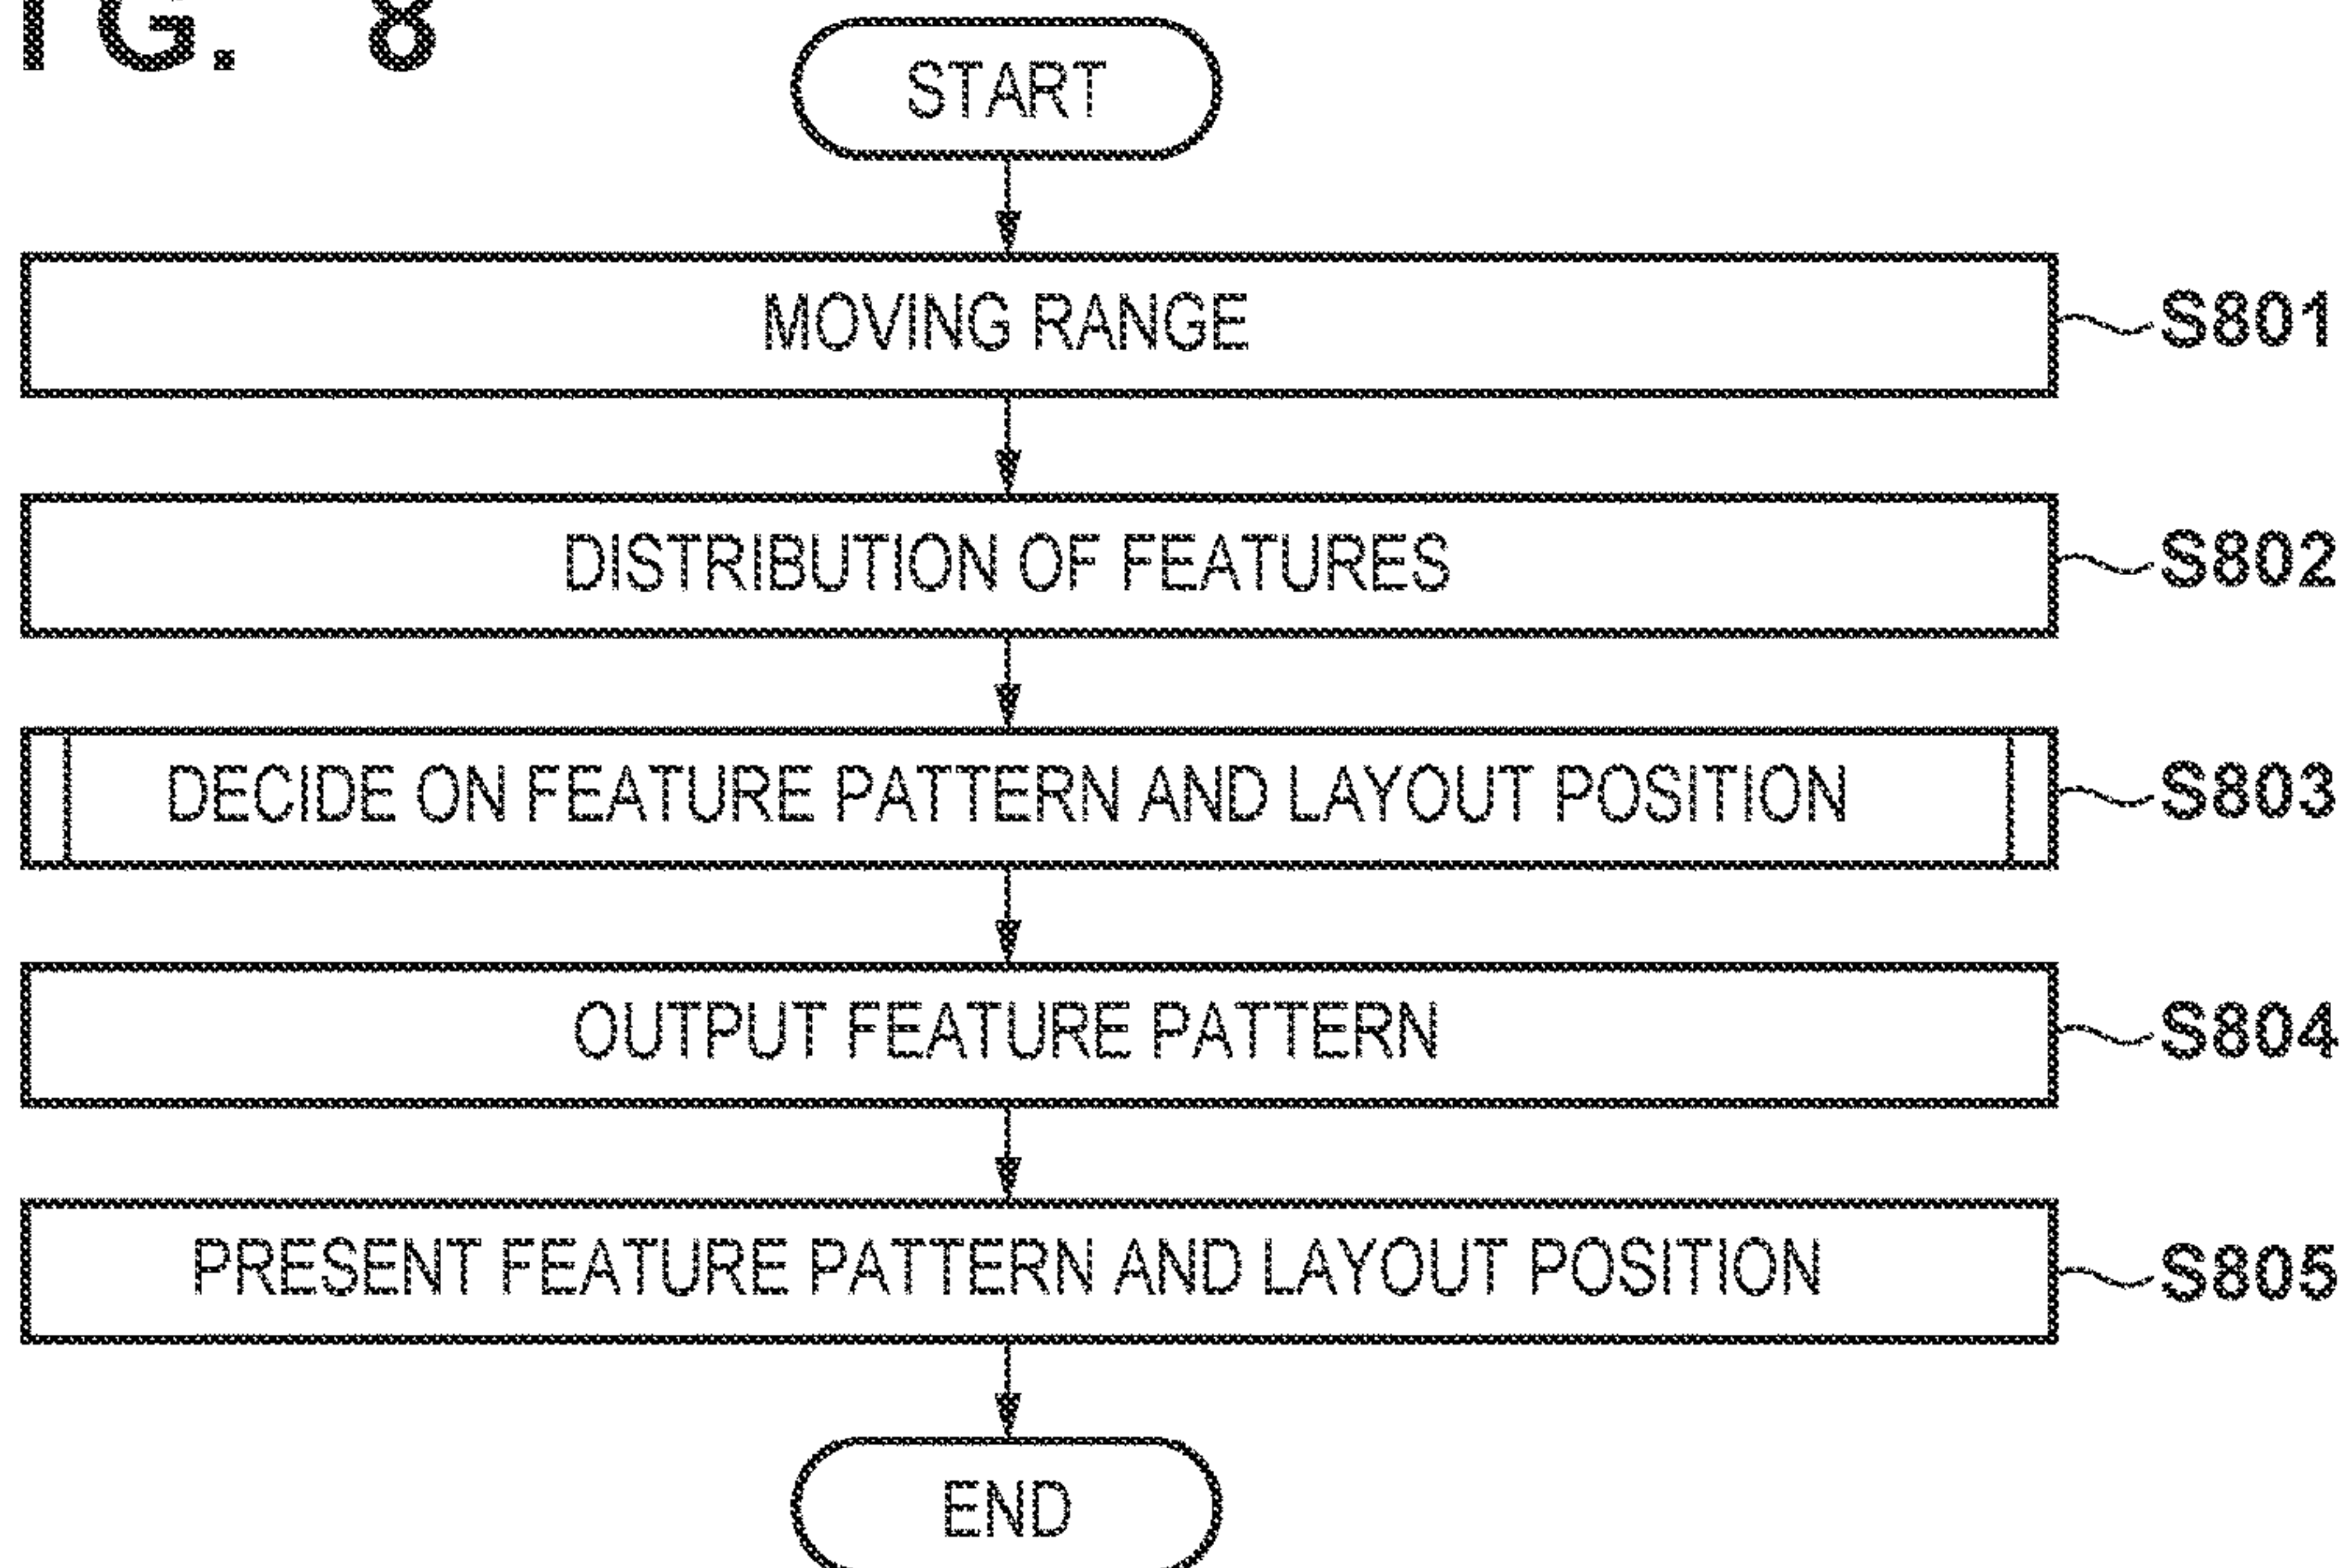 IG. 8
START
MOVING RANGE
S801
DISTRIBUTION OF FEATURES
S802
DECIDE ON FEATURE PATTERN AND LAYOUT POSITION
S803
OUTPUT FEATURE PATTERN
S804
PRESENT FEATURE PATTERN AND LAYOUT POSITION
S805
END